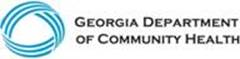 GEORGIA DEPARTMENT
OF COMMUNITY HEALTH